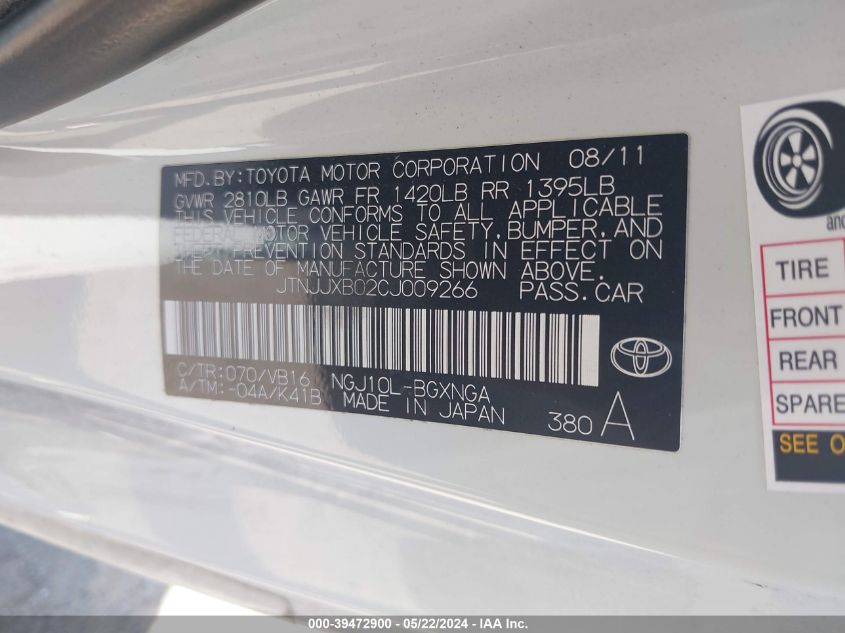 MFD.BY:TOYOTA MOTOR CORPORATION 08/11
GVWR 2810LB GAWR FR 1420LB RR 1395LB
THIS VEHICLE CONFORMS TO ALL APPLICABLE
FEDERAL MOTOR VEHICLE SAFETY,BUMPER,AND
THEFT PREVENTION STANDARDS IN EFFECT ON
THE DATE OF MANUFACTURE SHOWN ABOVE.
JTNJJXB02CJ009266 PASS.CAR
C/TR:070/VB16 NGJ10L-BGXNGA
A/TM:-04A/K41B MADE IN JAPAN
380 A
and
TIRE
FRONT
REAR
SPARE
SEE O
000-39472900 - 05/22/2024 - IAA Inc.